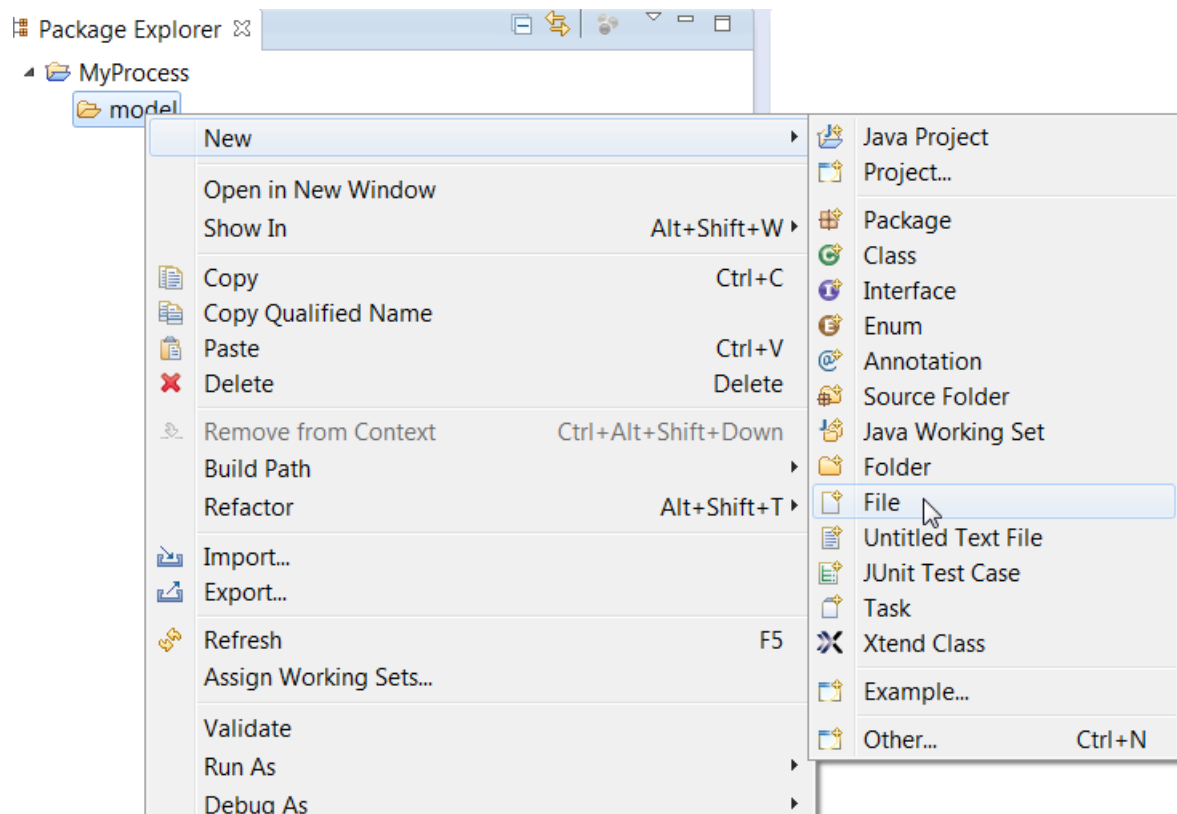 Package Explorer
MyProcess
model
New
Open in New Window
Show In Alt+Shift+W
Copy Ctrl+C
Copy Qualified Name
Paste Ctrl+V
Delete Delete
Remove from Context Ctrl+Alt+Shift+Down
Build Path
Refactor Alt+Shift+T
Import...
Export...
Refresh F5
Assign Working Sets...
Validate
Run As
Debug As
Java Project
Project...
Package
Class
Interface
Enum
Annotation
Source Folder
Java Working Set
Folder
File
Untitled Text File
JUnit Test Case
Task
Xtend Class
Example...
Other... Ctrl+N